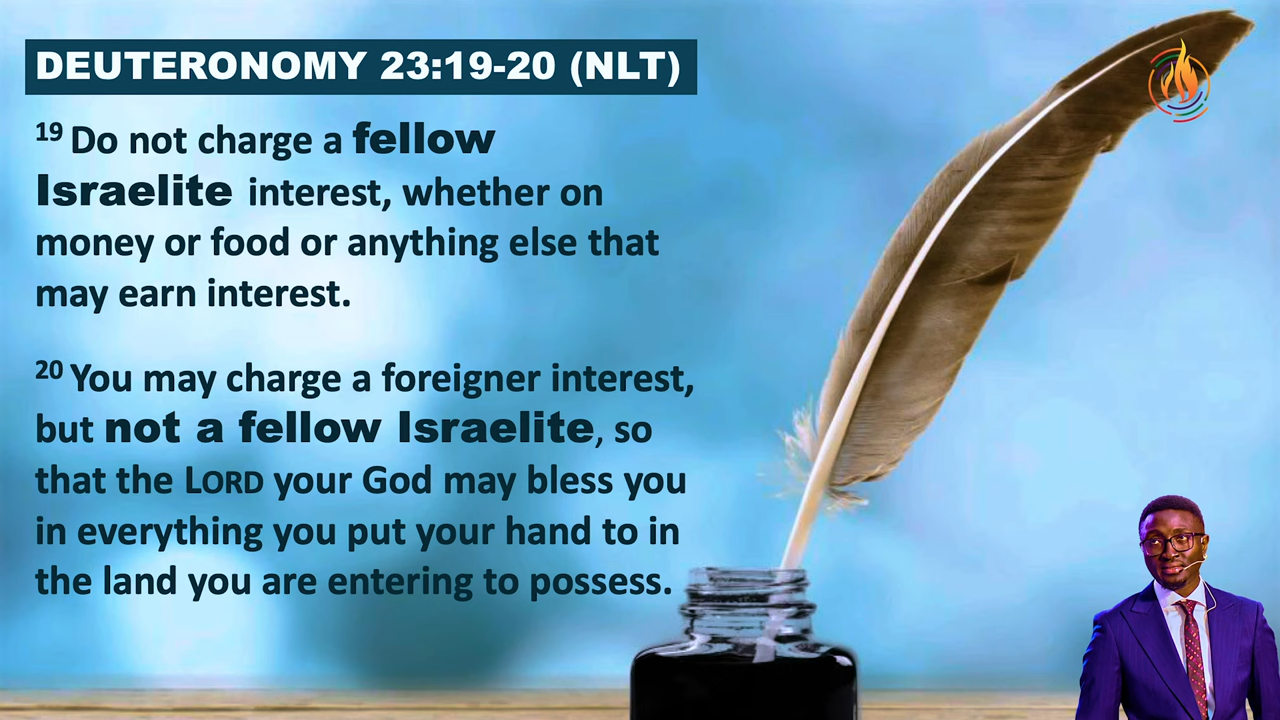 DEUTERONOMY 23:19-20 (NLT)
19 Do not charge a fellow
Israelite interest, whether on
money or food or anything else that
may earn interest.
20 You may charge a foreigner interest,
but not a fellow Israelite, so
that the LORD your God may bless you
in everything you put your hand to in
the land you are entering to possess.